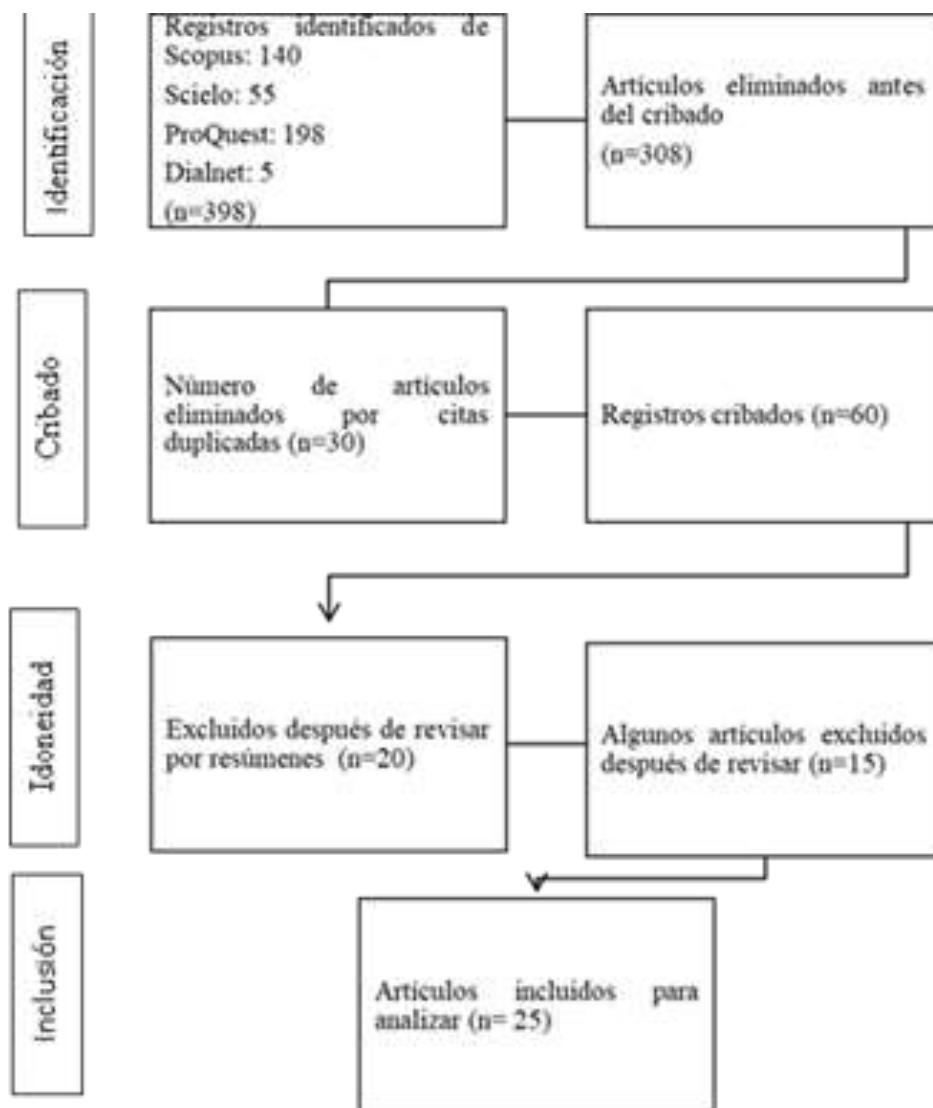 Identificación
Registros identificados de
Scopus: 140
Scielo: 55
ProQuest: 198
Dialnet: 5
(n=398)
Artículos eliminados antes
del cribado
(n=308)
Cribado
Número de artículos
eliminados por citas
duplicadas (n=30)
Registros cribados (n=60)
Idoneidad
Excluidos después de revisar
por resúmenes (n=20)
Algunos artículos excluidos
después de revisar (n=15)
Inclusión
Artículos incluidos para
analizar (n= 25)